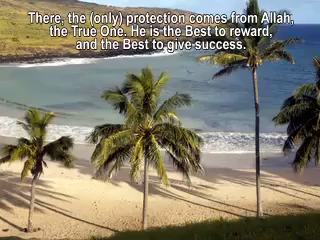 There, the (only) protection comes from Allah,
the True One. He is the Best to reward,
and the Best to give success.